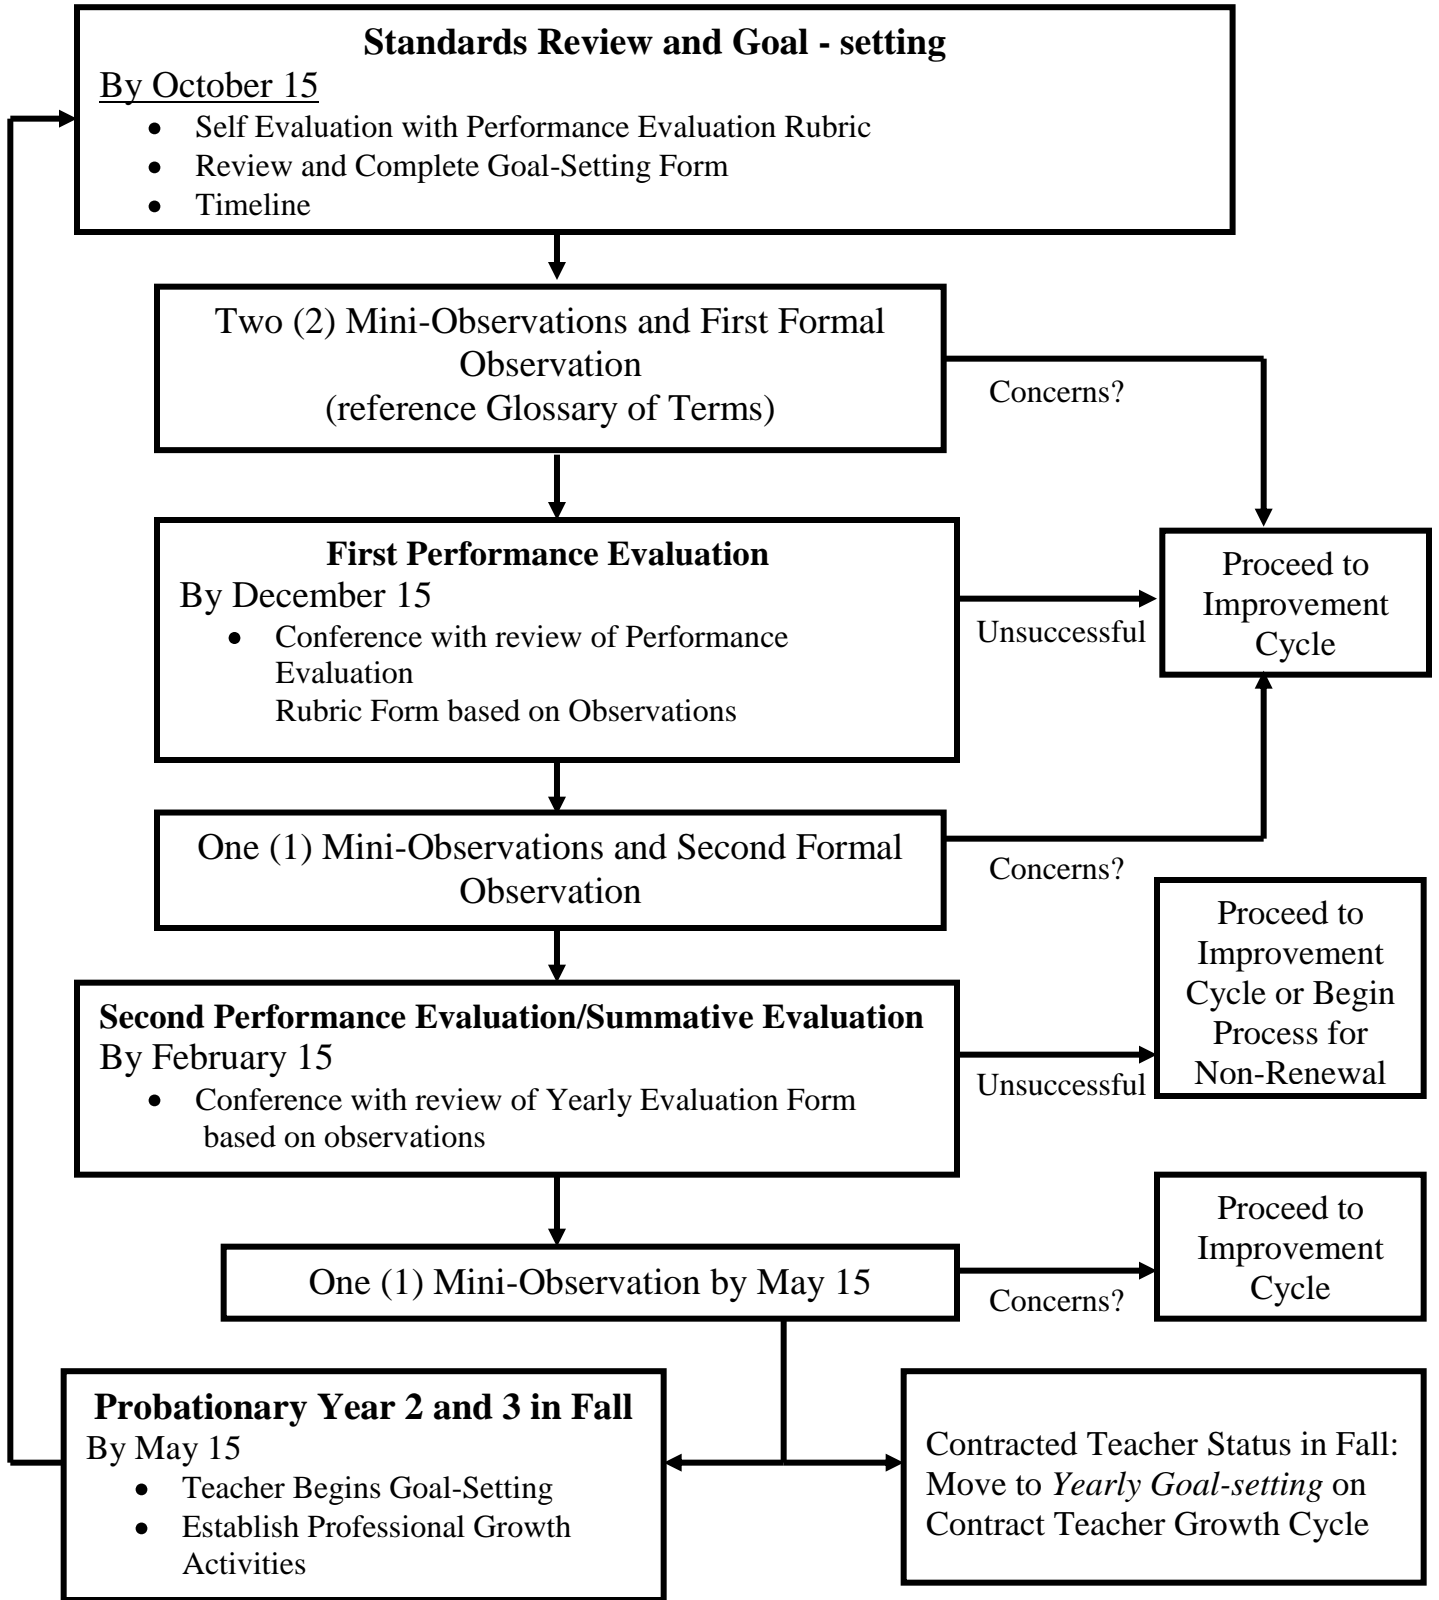 Standards Review and Goal - setting
By October 15
• Self Evaluation with Performance Evaluation Rubric
• Review and Complete Goal-Setting Form
• Timeline
Two (2) Mini-Observations and First Formal
Observation
(reference Glossary of Terms)
Concerns?
First Performance Evaluation
By December 15
• Conference with review of Performance
Evaluation
Rubric Form based on Observations
Unsuccessful
Proceed to
Improvement
Cycle
One (1) Mini-Observations and Second Formal
Observation
Concerns?
Second Performance Evaluation/Summative Evaluation
By February 15
• Conference with review of Yearly Evaluation Form
based on observations
Unsuccessful
Proceed to
Improvement
Cycle or Begin
Process for
Non-Renewal
One (1) Mini-Observation by May 15
Concerns?
Proceed to
Improvement
Cycle
Probationary Year 2 and 3 in Fall
By May 15
• Teacher Begins Goal-Setting
• Establish Professional Growth
Activities
Contracted Teacher Status in Fall:
Move to Yearly Goal-setting on
Contract Teacher Growth Cycle